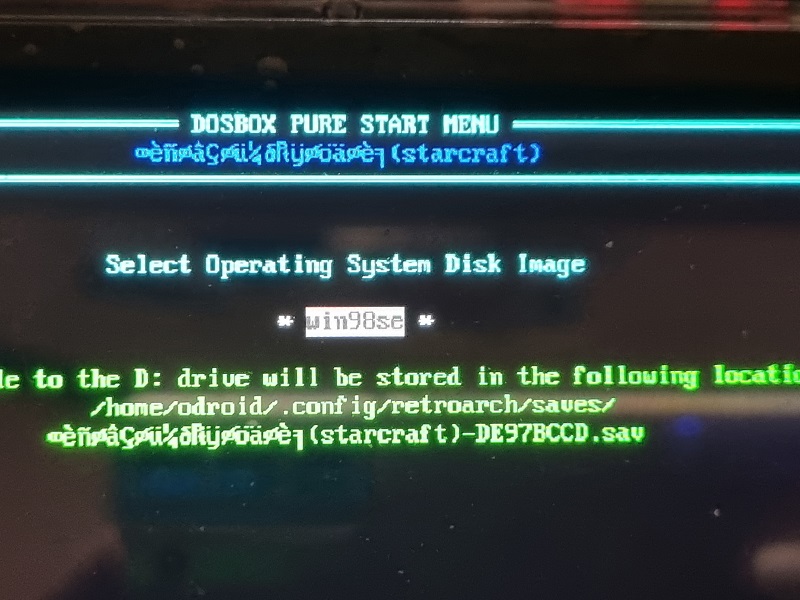 DOSBOX PURE START MENU
(starcraft)
Select Operating System Disk Image
* win98se *
to the D: drive will be stored in the following
/home/odroid/.config/retroarch/saves/
(starcraft)-DE97BCCD.sav